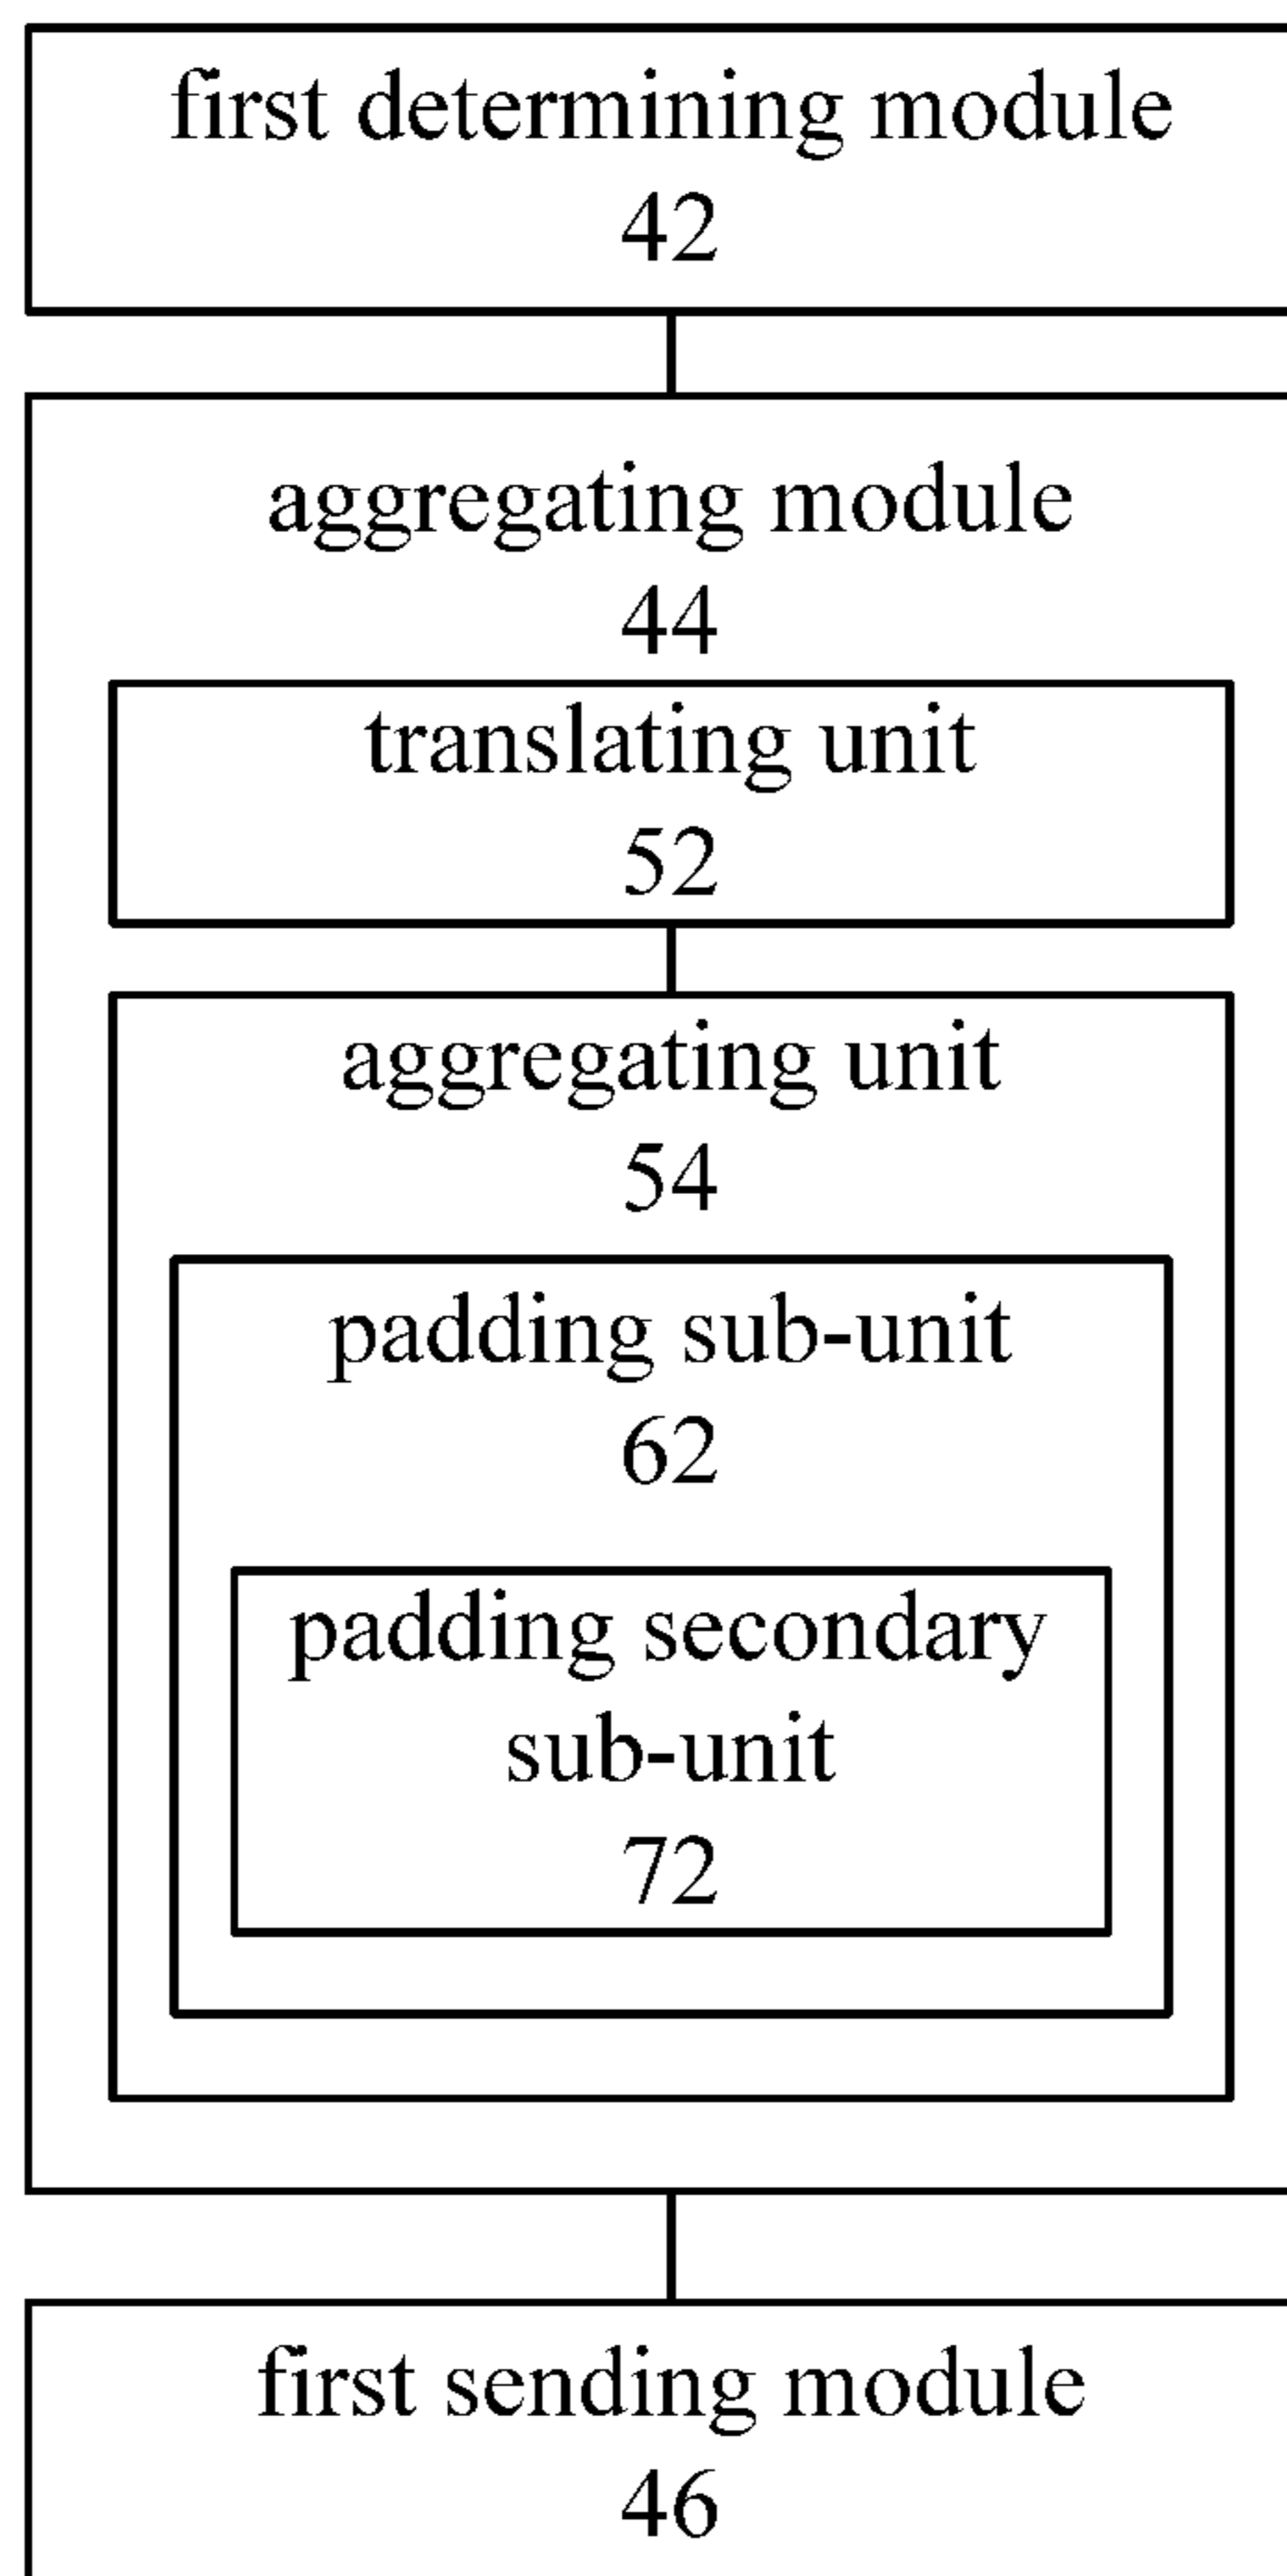 first determining module
42
aggregating module
44
translating unit
52
aggregating unit
54
padding sub-unit
62
padding secondary
sub-unit
72
first sending module
46